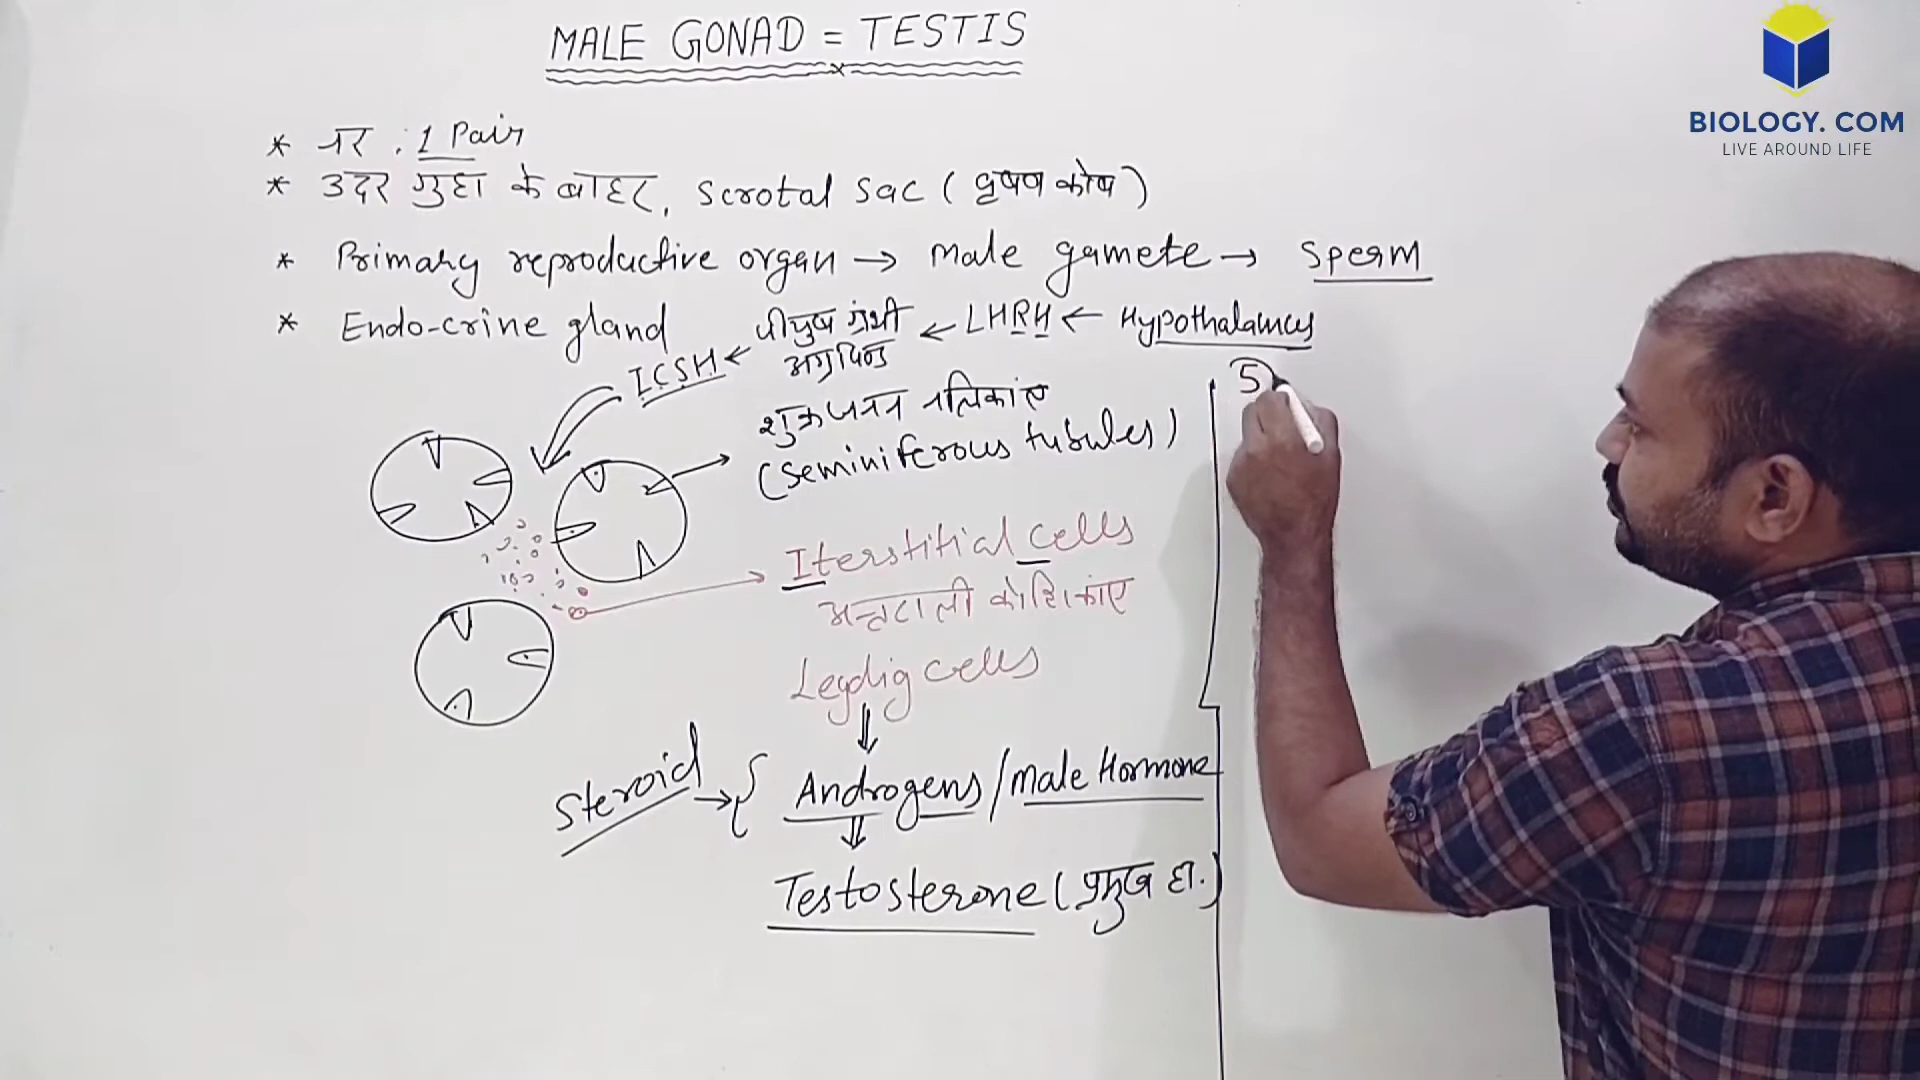 MALE GONAD = TESTIS
* नर : 1 Pair
* उदर गुहा के बाहर, Scrotal Sac (वृषण कोष)
* Primary reproductive organ → Male gamete → Sperm
* Endo-crine gland
ICSH ← पीयुष ग्रंथी ← LHRH ← Hypothalamus
अग्रपिण्ड
शुक्रजनन नलिकाए
(Seminiferous tubules)
Iterstitial Cells
अन्तराली कोशिकांए
Leydig cells
Steroid → { Androgens / Male Hormone
Testosterone (प्रमुख हा.)
BIOLOGY. COM
LIVE AROUND LIFE